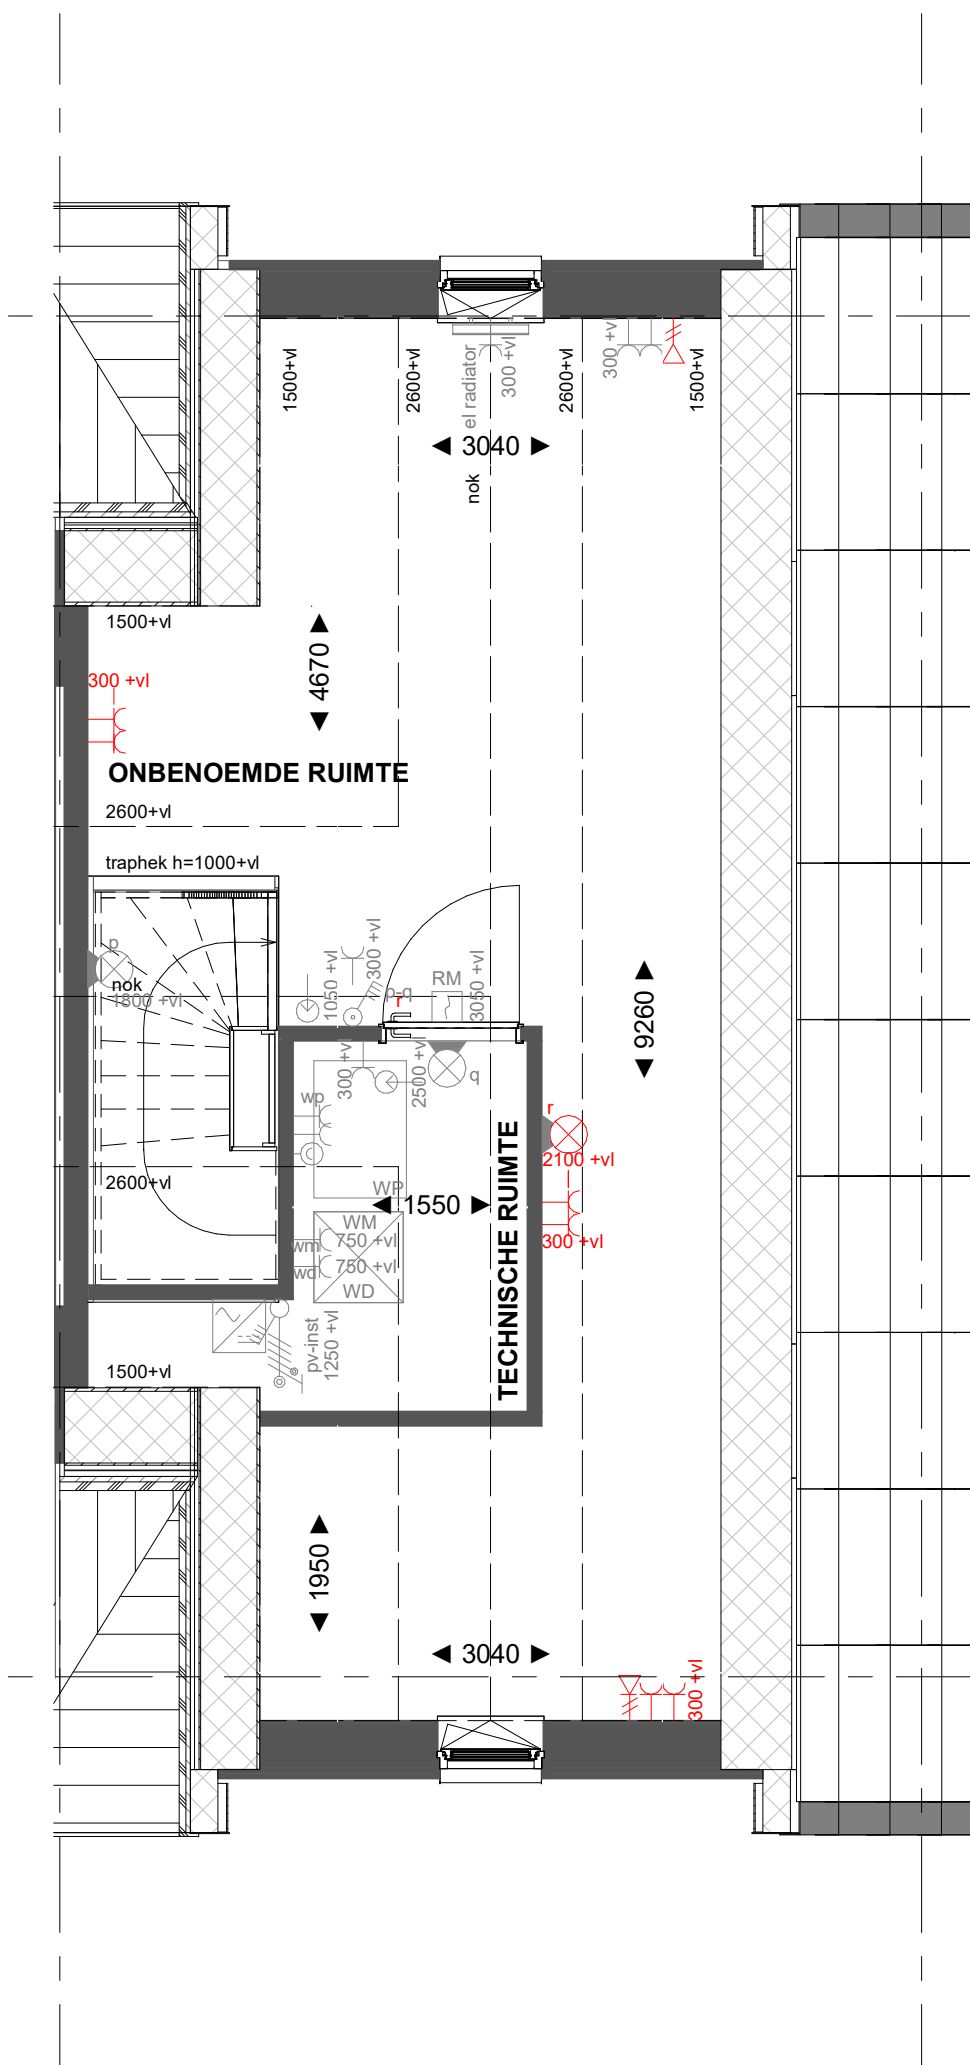 1500+vl
2600+vl
el radiator
300 +vl
2600+vl
300 +vl
1500+vl
3040
nok
1500+vl
4670
300 +vl
ONBENOEMDE RUIMTE
2600+vl
traphek h=1000+vl
p
nok
1800 +vl
1050 +vl
300 +vl
p-q
r
RM
3050 +vl
9260
300 +vl
2500 +vl
q
wp
r
2100 +vl
WP
2600+vl
1550
TECHNISCHE RUIMTE
WM
wm
750 +vl
300 +vl
wd
750 +vl
WD
pv-inst
1250 +vl
1500+vl
1950
3040
300 +vl